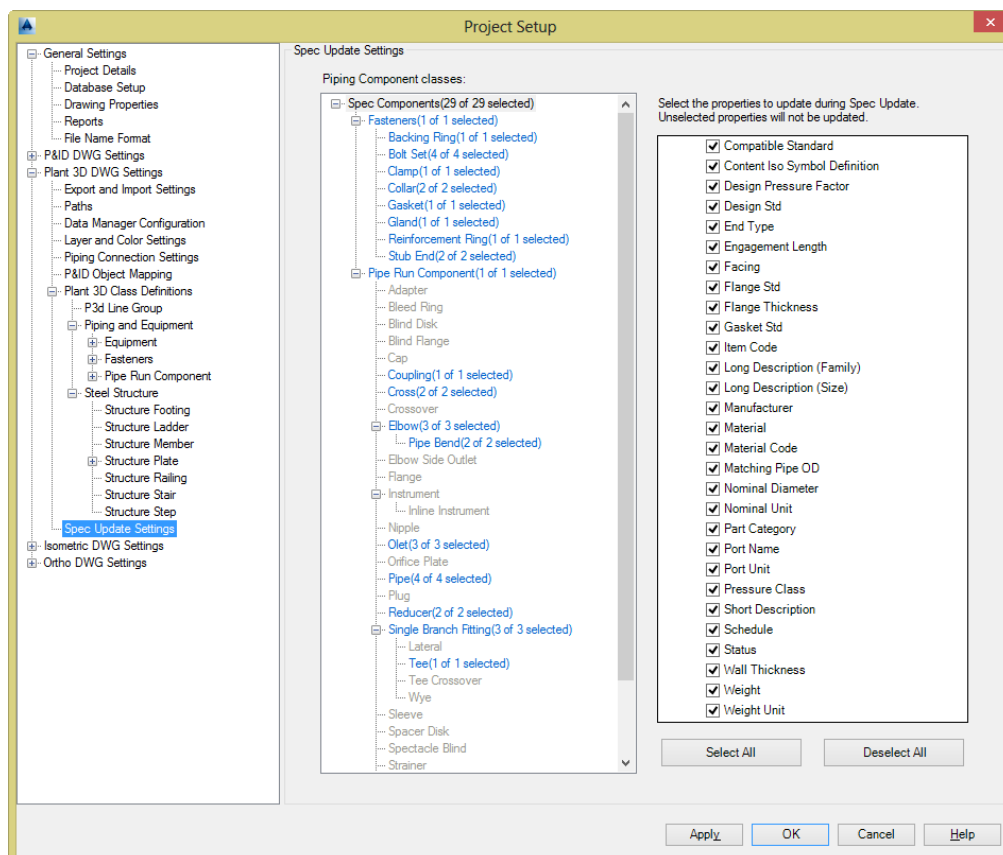 Project Setup
General Settings
Project Details
Database Setup
Drawing Properties
Reports
File Name Format
P&ID DWG Settings
Plant 3D DWG Settings
Export and Import Settings
Paths
Data Manager Configuration
Layer and Color Settings
Piping Connection Settings
P&ID Object Mapping
Plant 3D Class Definitions
P3d Line Group
Piping and Equipment
Equipment
Fasteners
Pipe Run Component
Steel Structure
Structure Footing
Structure Ladder
Structure Member
Structure Plate
Structure Railing
Structure Stair
Structure Step
Spec Update Settings
Isometric DWG Settings
Ortho DWG Settings
Spec Update Settings
Piping Component classes:
Spec Components(29 of 29 selected)
Fasteners(1 of 1 selected)
Backing Ring(1 of 1 selected)
Bolt Set(4 of 4 selected)
Clamp(1 of 1 selected)
Collar(2 of 2 selected)
Gasket(1 of 1 selected)
Gland(1 of 1 selected)
Reinforcement Ring(1 of 1 selected)
Stub End(2 of 2 selected)
Pipe Run Component(1 of 1 selected)
Adapter
Bleed Ring
Blind Disk
Blind Flange
Cap
Coupling(1 of 1 selected)
Cross(2 of 2 selected)
Crossover
Elbow(3 of 3 selected)
Pipe Bend(2 of 2 selected)
Elbow Side Outlet
Flange
Instrument
Inline Instrument
Nipple
Olet(3 of 3 selected)
Orifice Plate
Pipe(4 of 4 selected)
Plug
Reducer(2 of 2 selected)
Single Branch Fitting(3 of 3 selected)
Lateral
Tee(1 of 1 selected)
Tee Crossover
Wye
Sleeve
Spacer Disk
Spectacle Blind
Strainer
Select the properties to update during Spec Update.
Unselected properties will not be updated.
Compatible Standard
Content Iso Symbol Definition
Design Pressure Factor
Design Std
End Type
Engagement Length
Facing
Flange Std
Flange Thickness
Gasket Std
Item Code
Long Description (Family)
Long Description (Size)
Manufacturer
Material
Material Code
Matching Pipe OD
Nominal Diameter
Nominal Unit
Part Category
Port Name
Port Unit
Pressure Class
Short Description
Schedule
Status
Wall Thickness
Weight
Weight Unit
Select All
Deselect All
Apply
OK
Cancel
Help